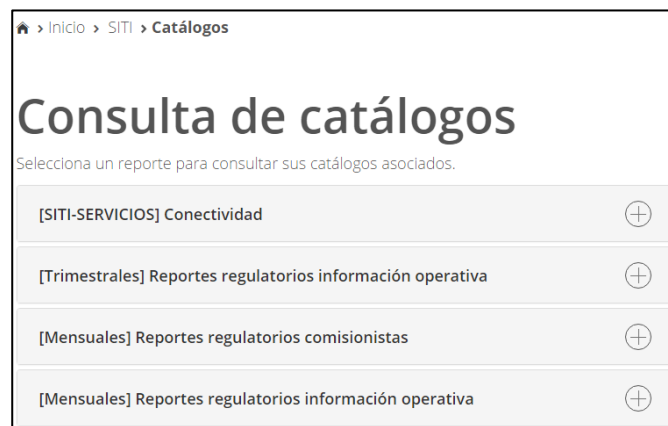 > Inicio > SITI > Catálogos
Consulta de catálogos
Selecciona un reporte para consultar sus catálogos asociados.
[SITI-SERVICIOS] Conectividad
[Trimestrales] Reportes regulatorios información operativa
[Mensuales] Reportes regulatorios comisionistas
[Mensuales] Reportes regulatorios información operativa